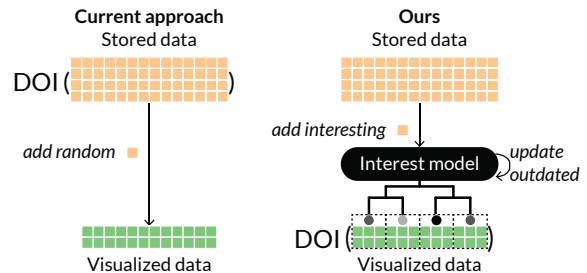 Current approach
Stored data
DOI ( )
add random
Visualized data
Ours
Stored data
add interesting
Interest model
update
outdated
DOI ( )
Visualized data